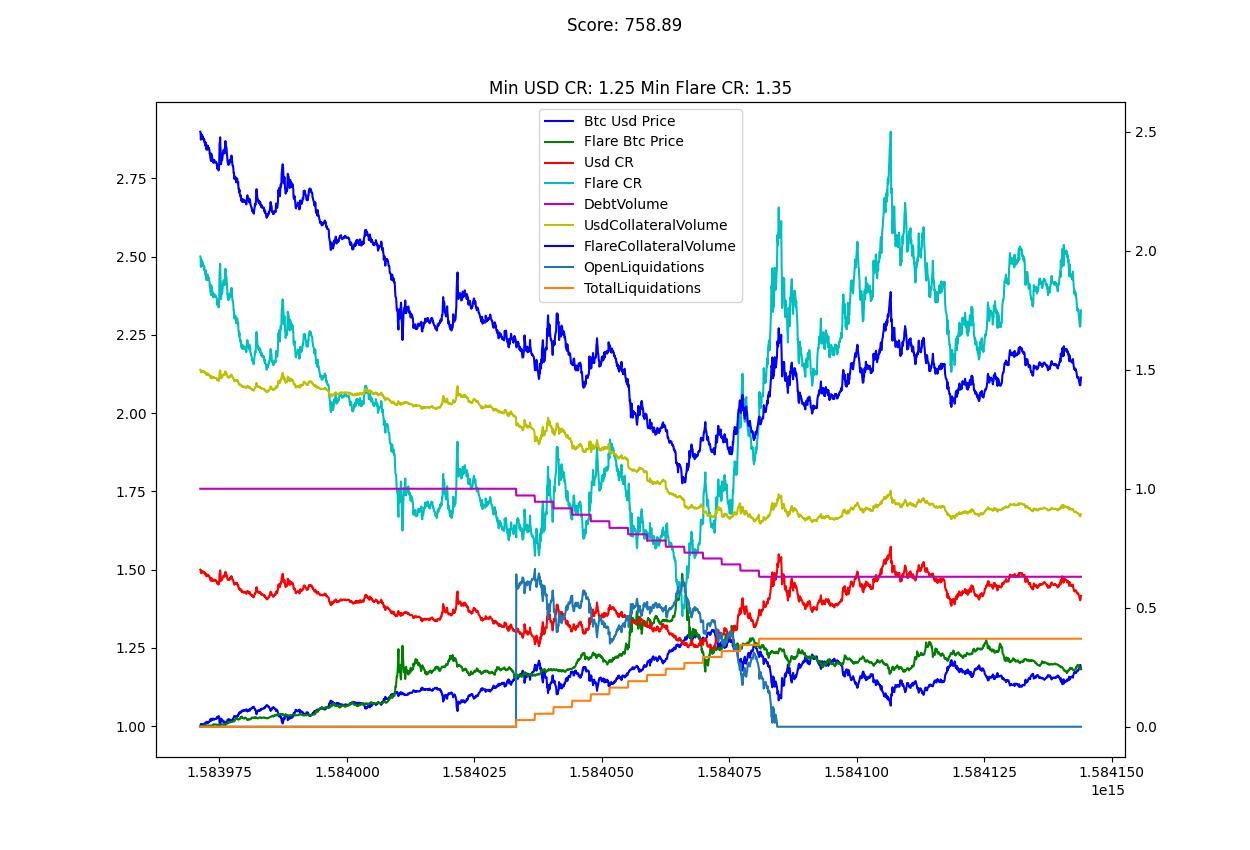 Score: 758.89
Min USD CR: 1.25 Min Flare CR: 1.35
Btc Usd Price
Flare Btc Price
Usd CR
Flare CR
DebtVolume
UsdCollateralVolume
FlareCollateralVolume
OpenLiquidations
TotalLiquidations
2.75
2.50
2.25
2.00
1.75
1.50
1.25
1.00
2.5
2.0
1.5
1.0
0.5
0.0
1.583975 1.584000 1.584025 1.584050 1.584075 1.584100 1.584125 1.584150
1e15